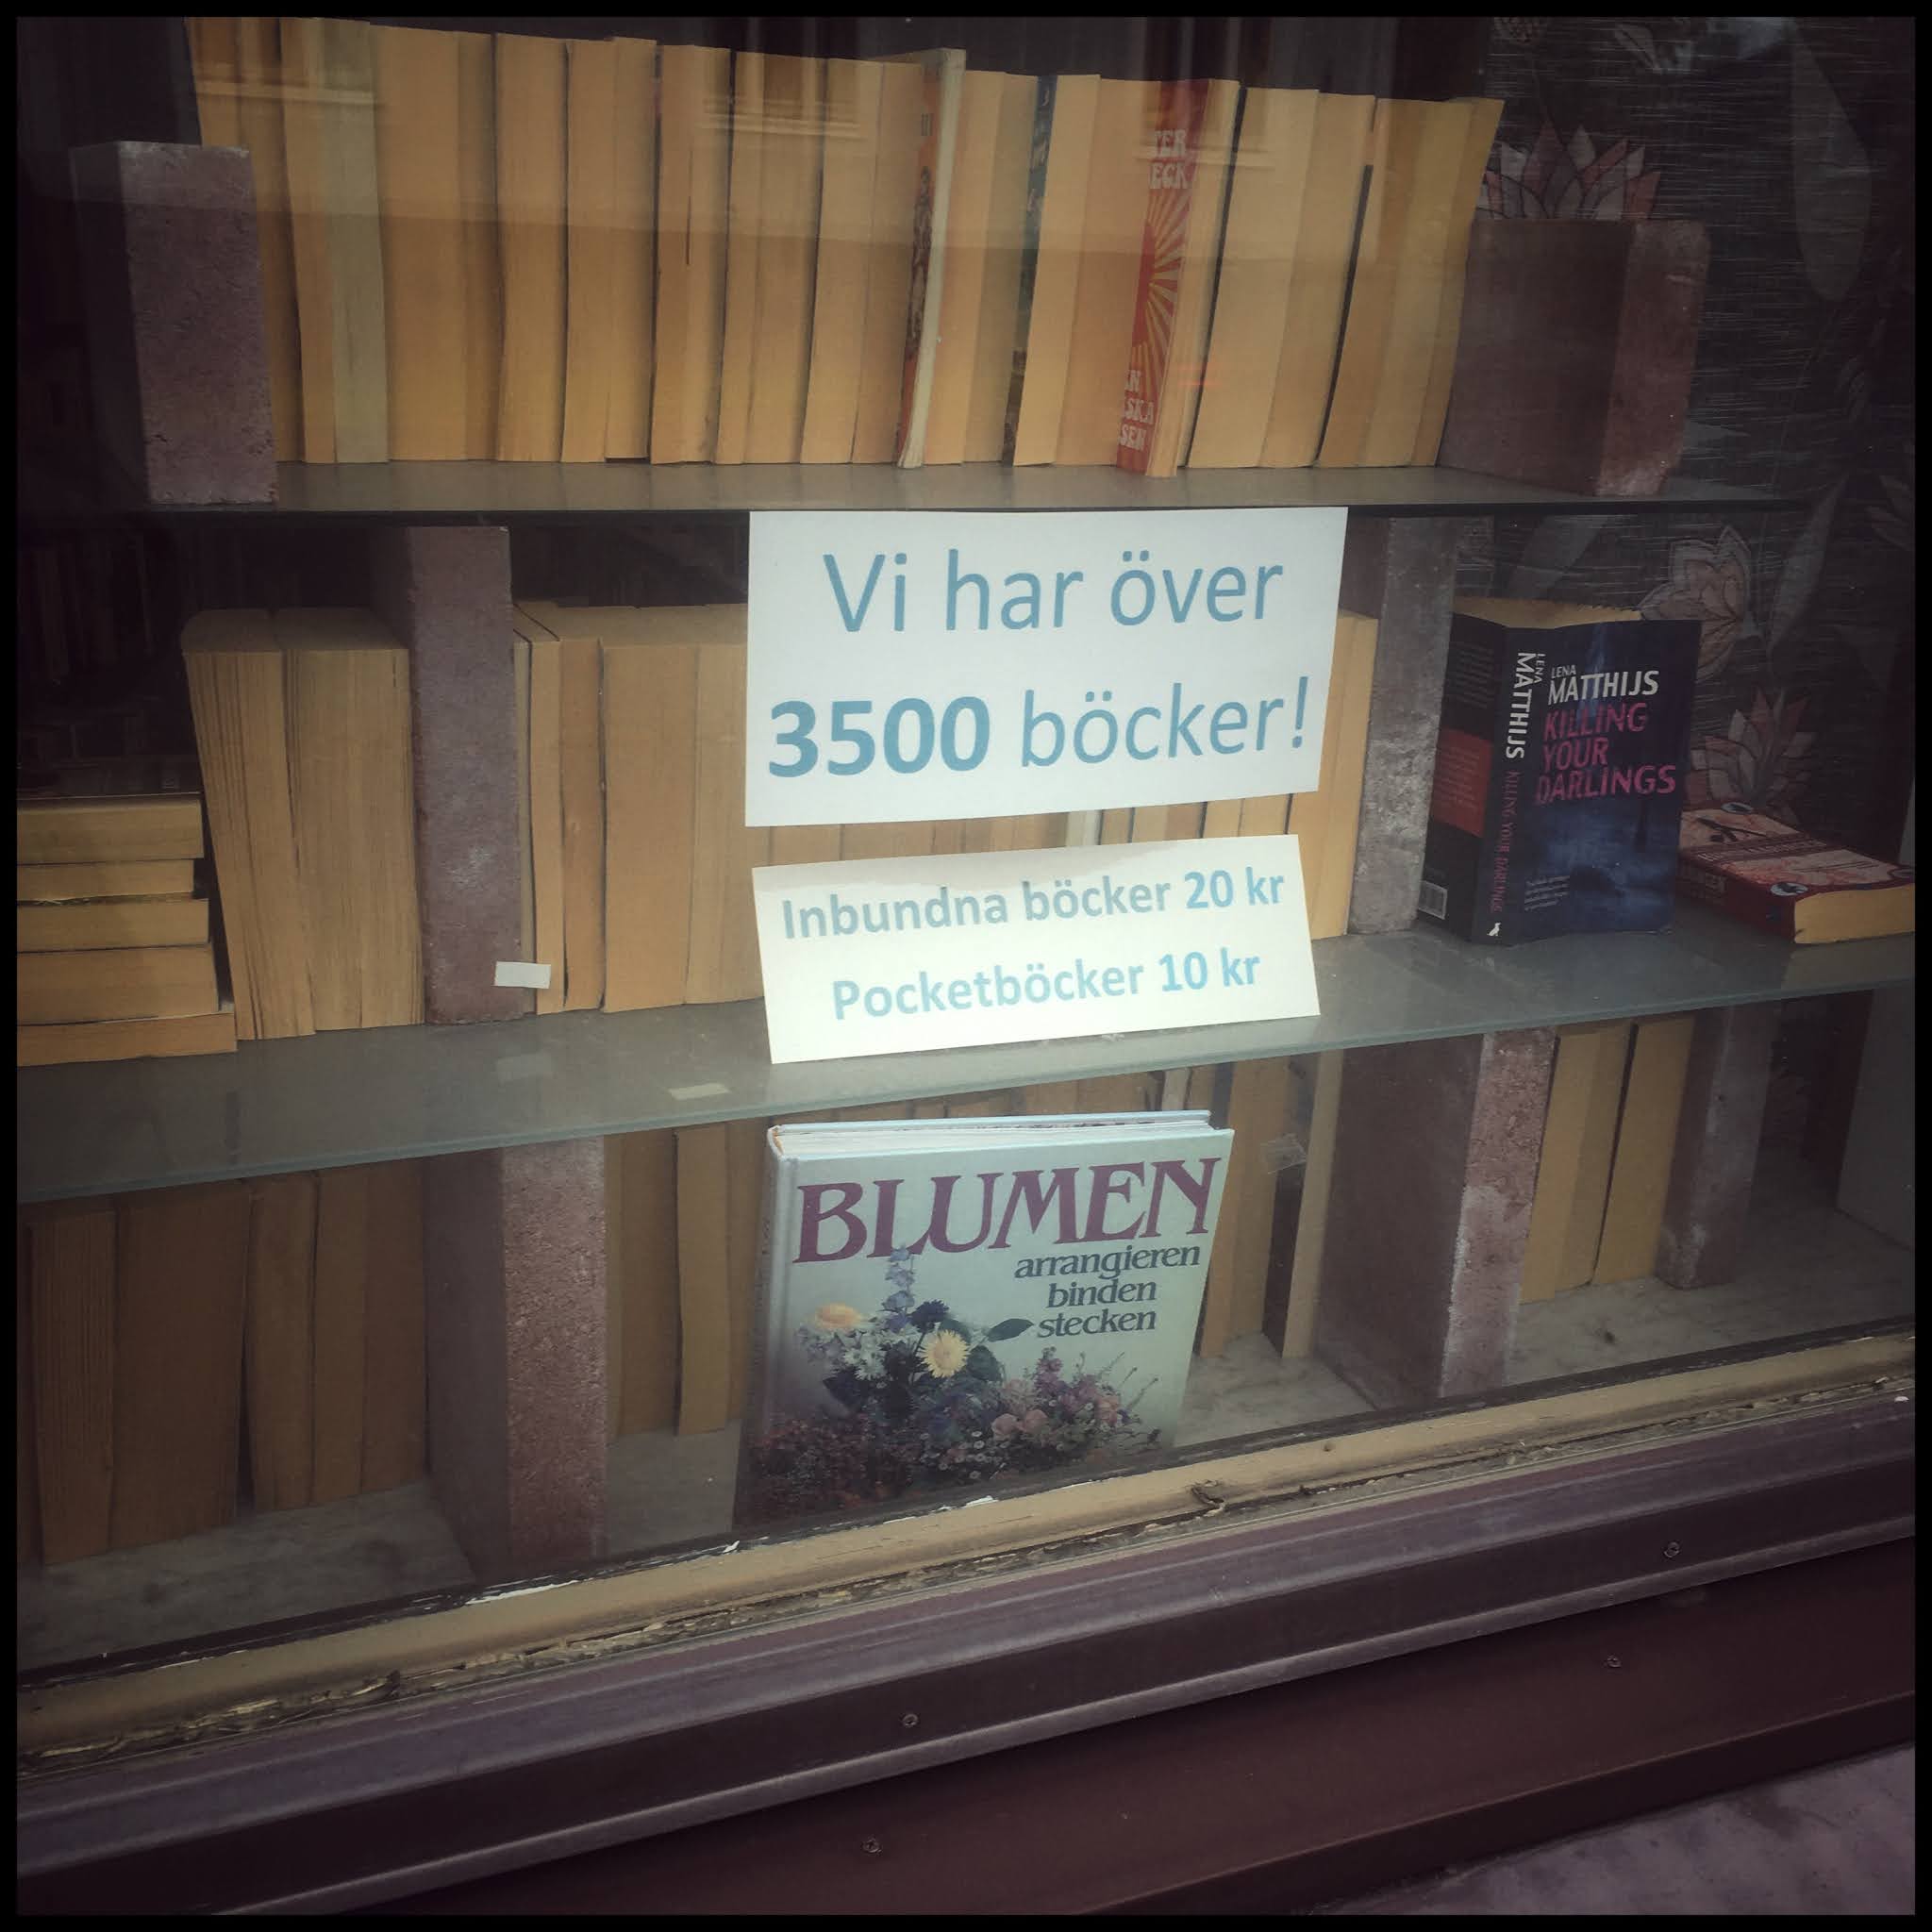 Vi har över
3500 böcker!
LENA
MATTHIJS
LENA
MATTHIJS
KILLING
YOUR
DARLINGS
KILLING YOUR DARLINGS
Inbundna böcker 20 kr
Pocketböcker 10 kr
BLUMEN
arrangieren
binden
stecken